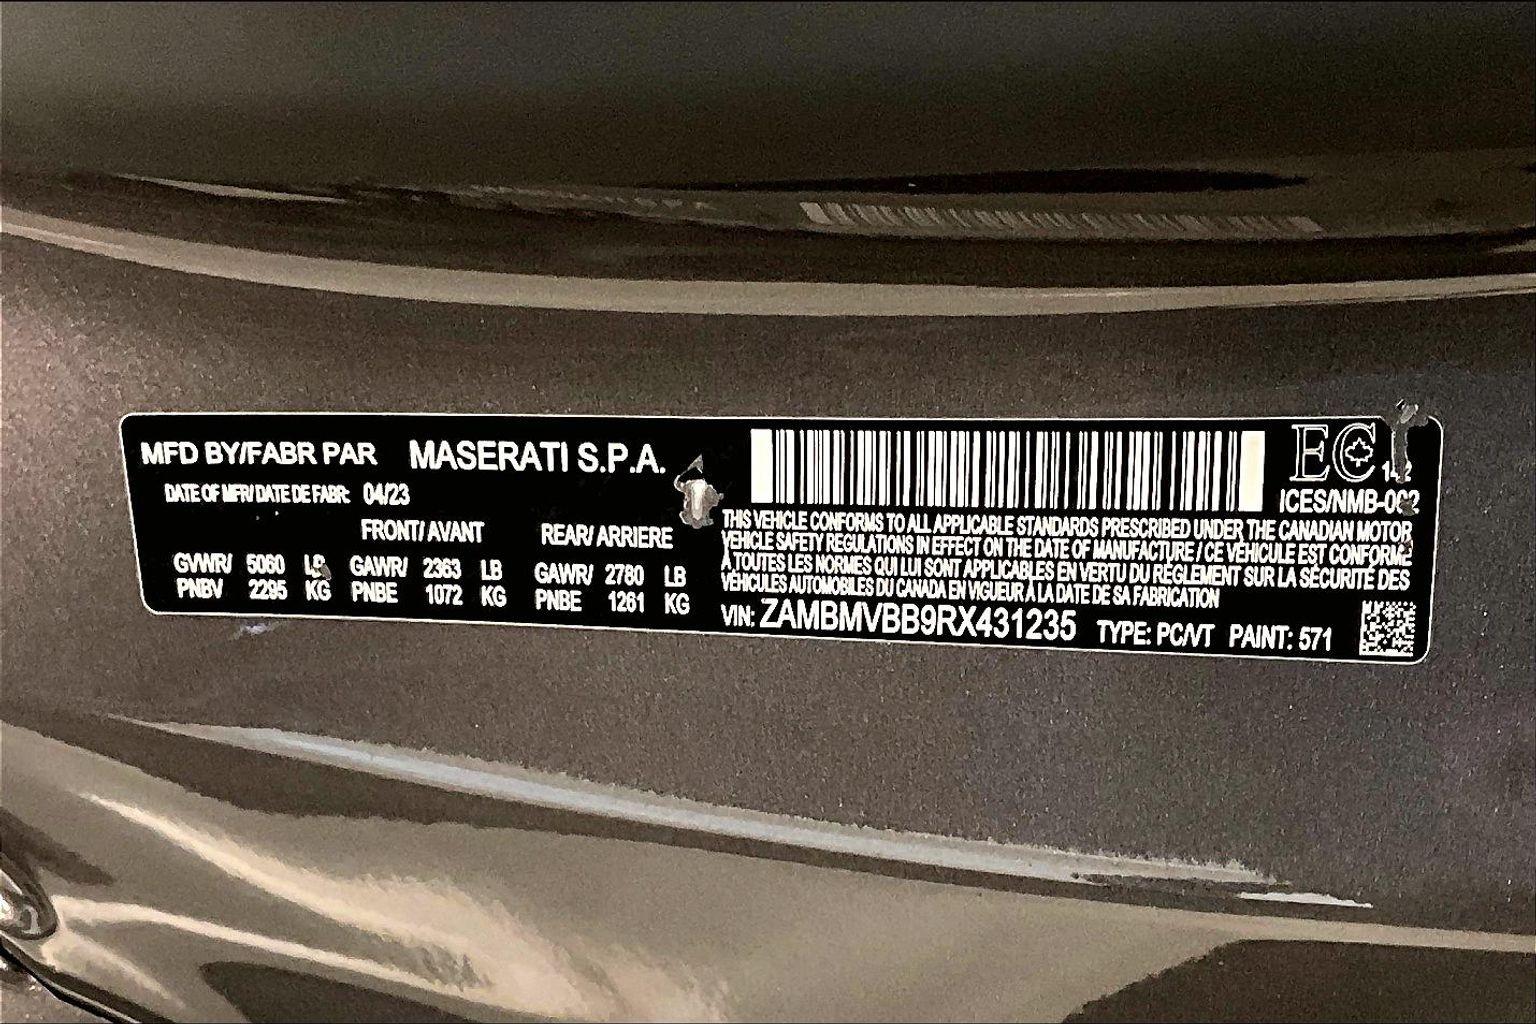 MFD BY/FABR PAR MASERATI S.P.A.
DATE OF MFR/DATE DE FABR: 04/23
FRONT/AVANT REAR/ARRIERE
GVWR/ 5060 LB GAWR/ 2363 LB GAWR/ 2780 LB
PNBV 2295 KG PNBE 1072 KG PNBE 1261 KG
EC
ICES/NMB-002
THIS VEHICLE CONFORMS TO ALL APPLICABLE STANDARDS PRESCRIBED UNDER THE CANADIAN MOTOR
VEHICLE SAFETY REGULATIONS IN EFFECT ON THE DATE OF MANUFACTURE / CE VÉHICULE EST CONFORME
À TOUTES LES NORMES QUI LUI SONT APPLICABLES EN VERTU DU RÉGLEMENT SUR LA SÉCURITÉ DES
VÉHICULES AUTOMOBILES DU CANADA EN VIGUEUR À LA DATE DE SA FABRICATION
VIN: ZAMBMVBB9RX431235 TYPE: PC/VT PAINT: 571